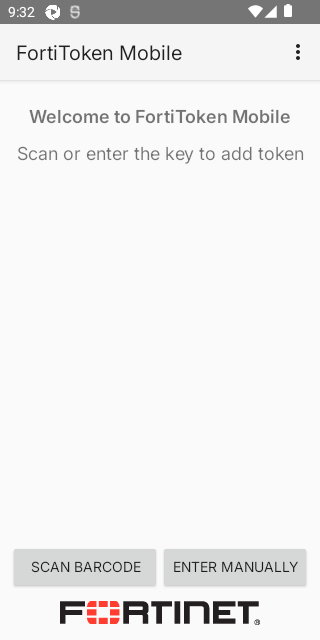 9:32
FortiToken Mobile
Welcome to FortiToken Mobile
Scan or enter the key to add token
SCAN BARCODE
ENTER MANUALLY
FORTINET®